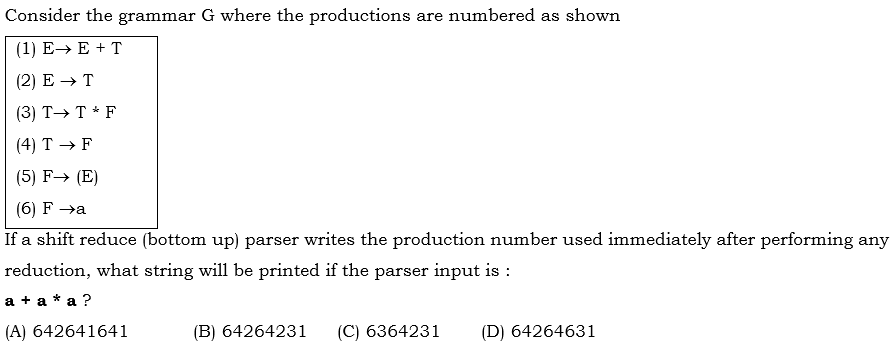 Consider the grammar G where the productions are numbered as shown
(1) E→ E + T
(2) E → T
(3) T→ T * F
(4) T → F
(5) F→ (E)
(6) F →a
If a shift reduce (bottom up) parser writes the production number used immediately after performing any
reduction, what string will be printed if the parser input is :
a + a * a ?
(A) 642641641 (B) 64264231 (C) 6364231 (D) 64264631